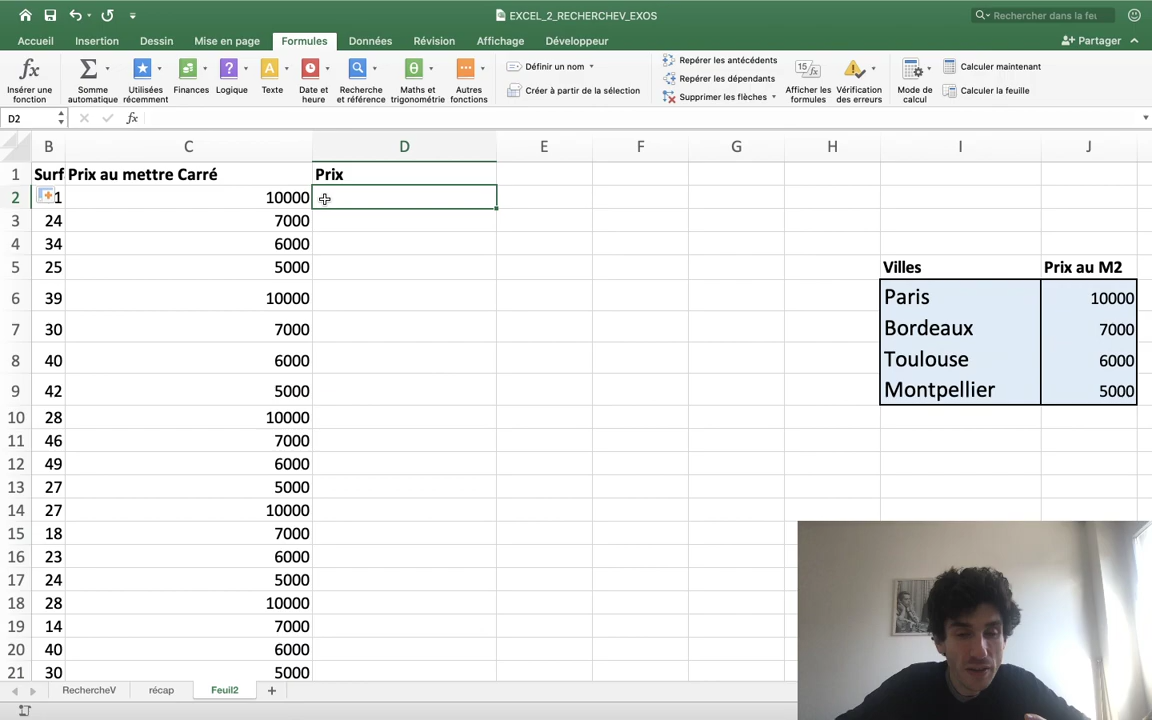 EXCEL_2_RECHERCHEV_EXOS
Rechercher dans la feu
Accueil Insertion Dessin Mise en page Formules Données Révision Affichage Développeur Partager
Insérer une fonction
Somme automatique
Utilisées récemment
Finances
Logique
Texte
Date et heure
Recherche et référence
Maths et trigonométrie
Autres fonctions
Définir un nom
Créer à partir de la sélection
Repérer les antécédents
Repérer les dépendants
Supprimer les flèches
Afficher les formules
Vérification des erreurs
Mode de calcul
Calculer maintenant
Calculer la feuille
D2 fx
B C D E F G H I J
1 Surf Prix au mettre Carré Prix
2 1 10000
3 24 7000
4 34 6000
5 25 5000 Villes Prix au M2
6 39 10000 Paris 10000
7 30 7000 Bordeaux 7000
8 40 6000 Toulouse 6000
9 42 5000 Montpellier 5000
10 28 10000
11 46 7000
12 49 6000
13 27 5000
14 27 10000
15 18 7000
16 23 6000
17 24 5000
18 28 10000
19 14 7000
20 40 6000
21 30 5000
RechercheV récap Feuil2 +